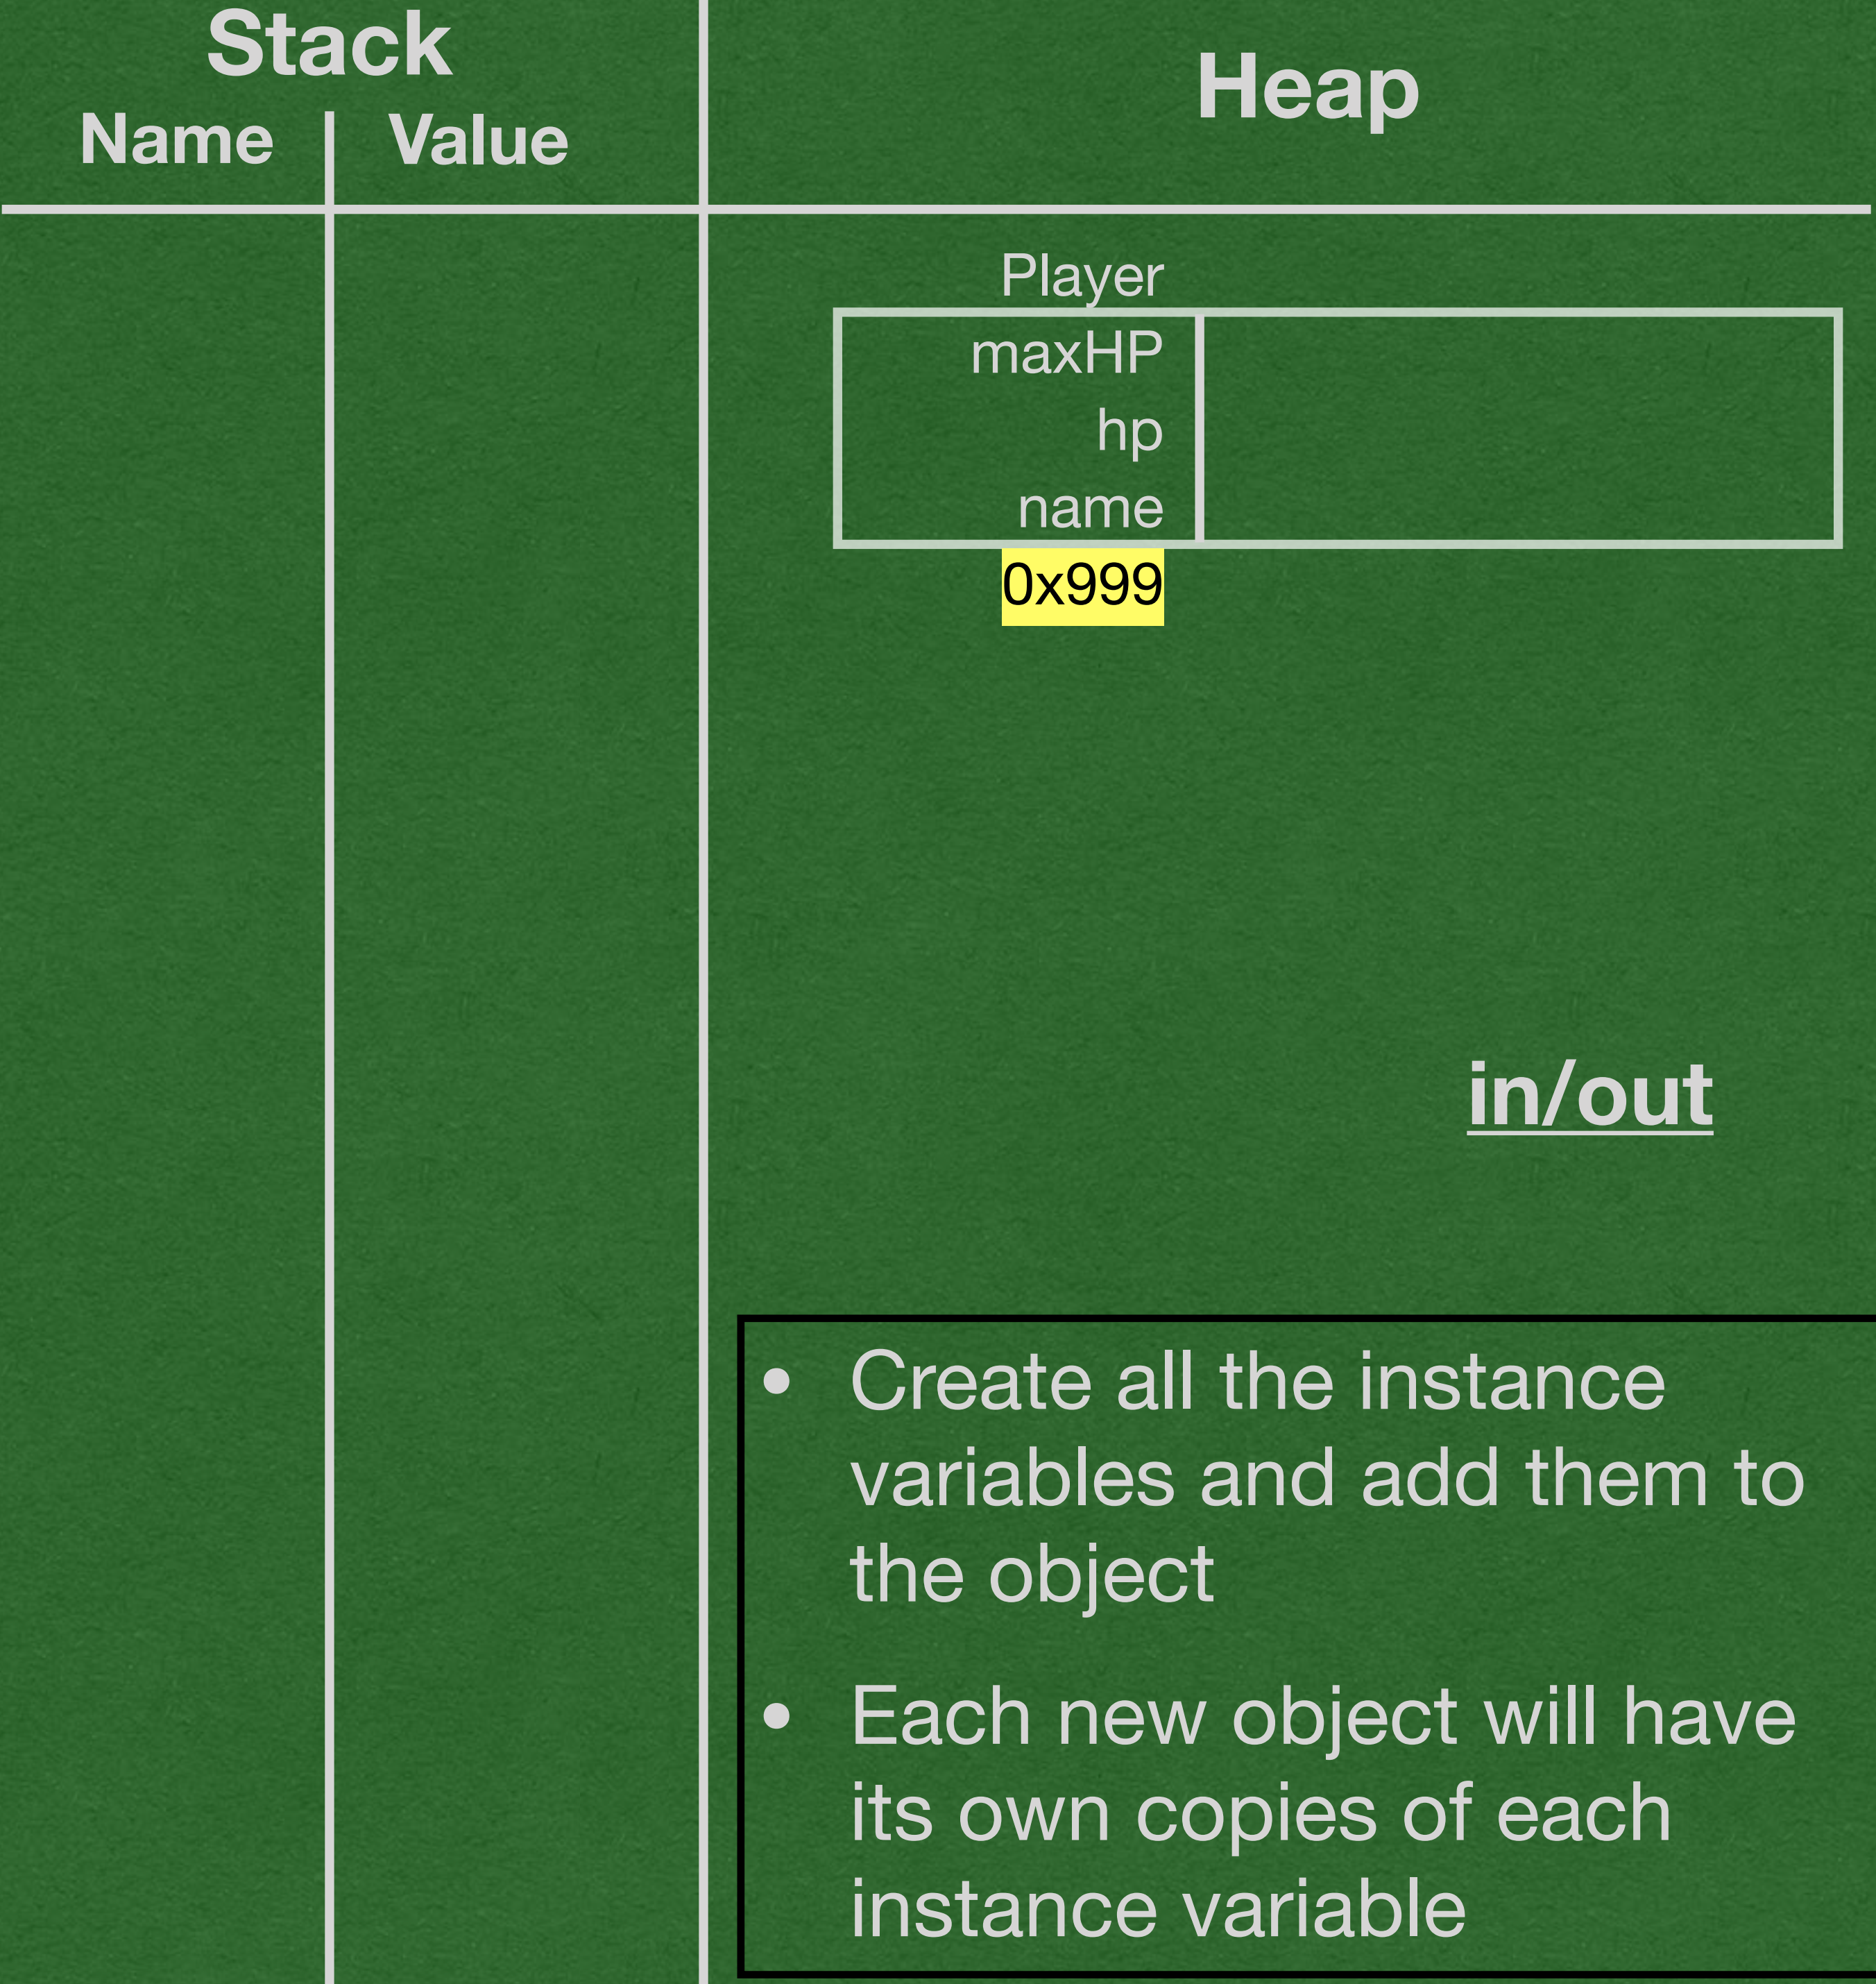 Stack
Name Value
Heap
Player
maxHP
hp
name
0x999
in/out
• Create all the instance
variables and add them to
the object
• Each new object will have
its own copies of each
instance variable